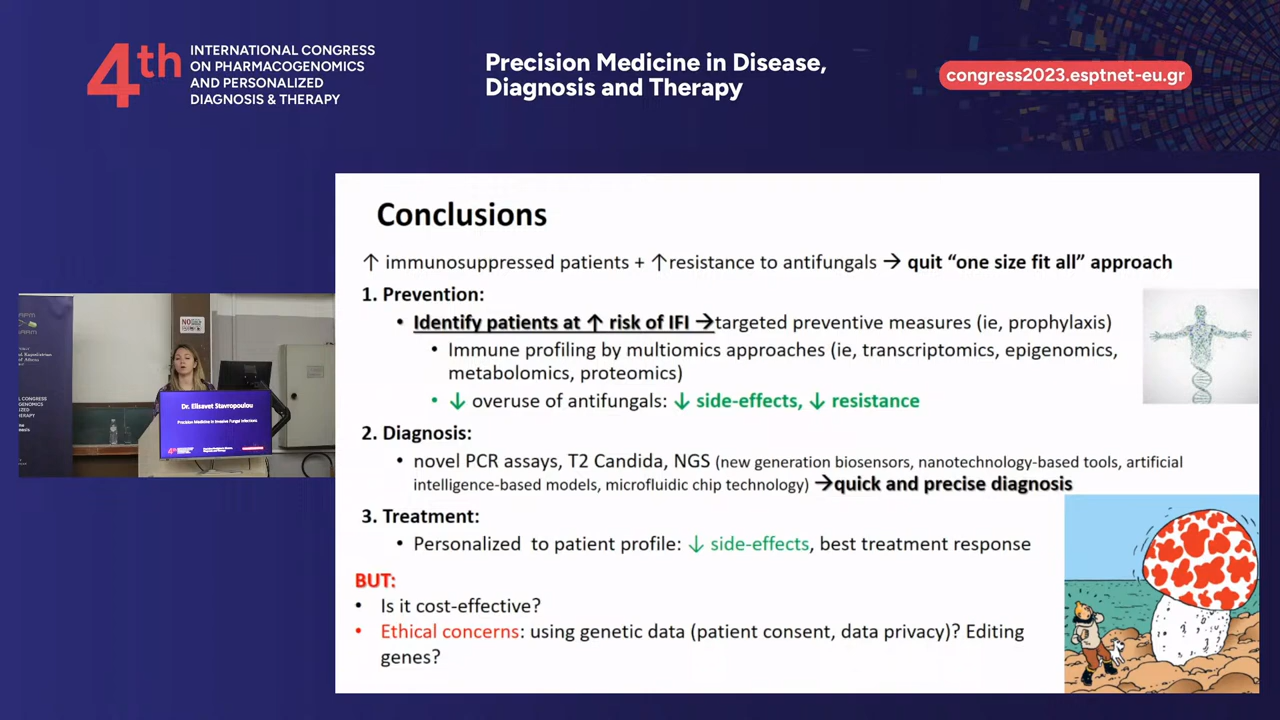 4th
INTERNATIONAL CONGRESS
ON PHARMACOGENOMICS
AND PERSONALIZED
DIAGNOSIS & THERAPY
Precision Medicine in Disease,
Diagnosis and Therapy
congress2023.esptnet-eu.gr
Conclusions
↑ immunosuppressed patients + ↑resistance to antifungals → quit “one size fit all” approach
1. Prevention:
• Identify patients at ↑ risk of IFI →targeted preventive measures (ie, prophylaxis)
• Immune profiling by multiomics approaches (ie, transcriptomics, epigenomics,
metabolomics, proteomics)
• ↓ overuse of antifungals: ↓ side-effects, ↓ resistance
2. Diagnosis:
• novel PCR assays, T2 Candida, NGS (new generation biosensors, nanotechnology-based tools, artificial
intelligence-based models, microfluidic chip technology) →quick and precise diagnosis
3. Treatment:
• Personalized to patient profile: ↓ side-effects, best treatment response
BUT:
• Is it cost-effective?
• Ethical concerns: using genetic data (patient consent, data privacy)? Editing
genes?
Dr. Elisavet Stavropoulou
Precision Medicine in Invasive Fungal Infections